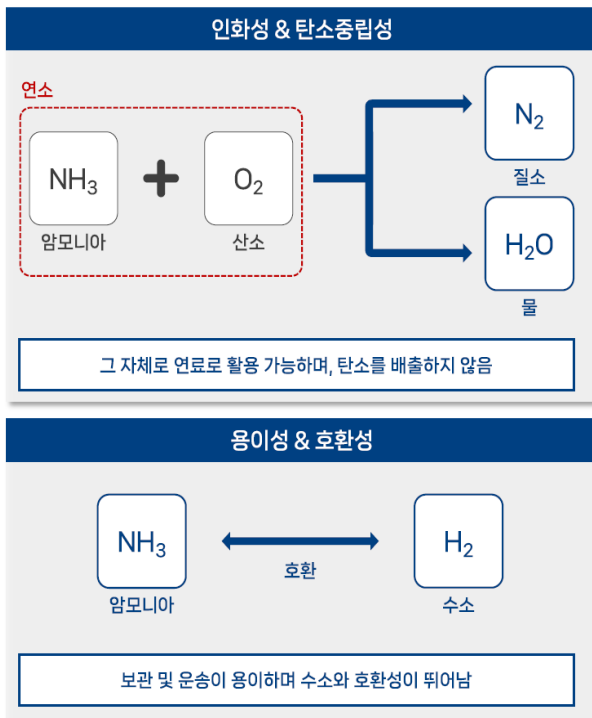 인화성 & 탄소중립성
연소
NH₃ + O₂
암모니아 산소
N₂
질소
H₂O
물
그 자체로 연료로 활용 가능하며, 탄소를 배출하지 않음
용이성 & 호환성
NH₃
암모니아
호환
H₂
수소
보관 및 운송이 용이하며 수소와 호환성이 뛰어남